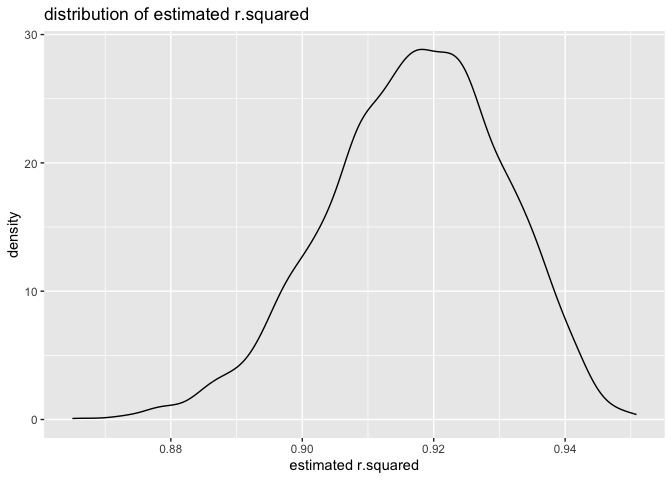 distribution of estimated r.squared
30
20
10
0
density
0.88 0.90 0.92 0.94
estimated r.squared